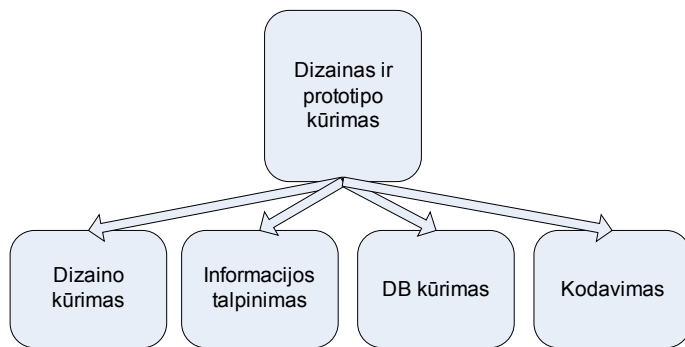 Dizainas ir
prototipo
kūrimas
Dizaino
kūrimas
Informacijos
talpinimas
DB kūrimas
Kodavimas